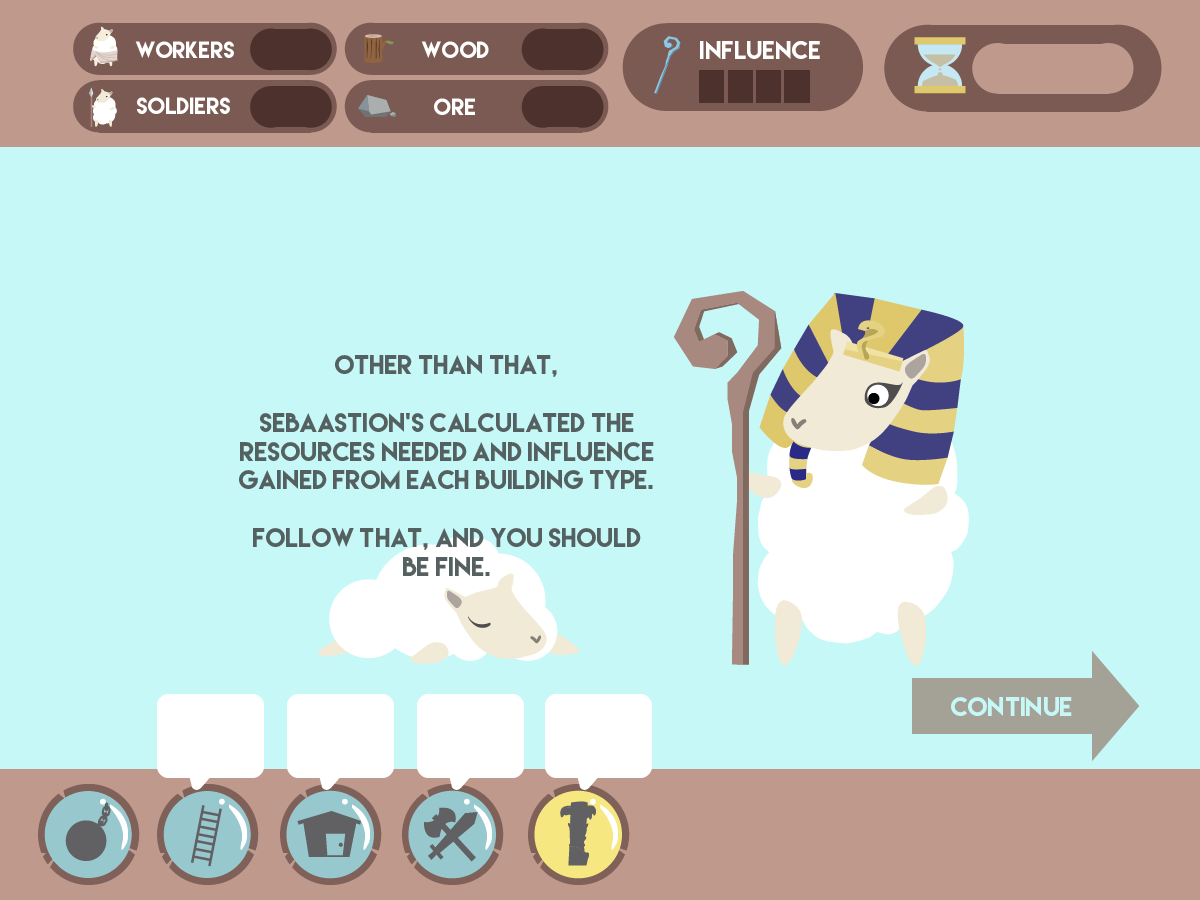 WORKERS
WOOD
INFLUENCE
SOLDIERS
ORE
OTHER THAN THAT,
SEBAASTION'S CALCULATED THE
RESOURCES NEEDED AND INFLUENCE
GAINED FROM EACH BUILDING TYPE.
FOLLOW THAT, AND YOU SHOULD
BE FINE.
CONTINUE